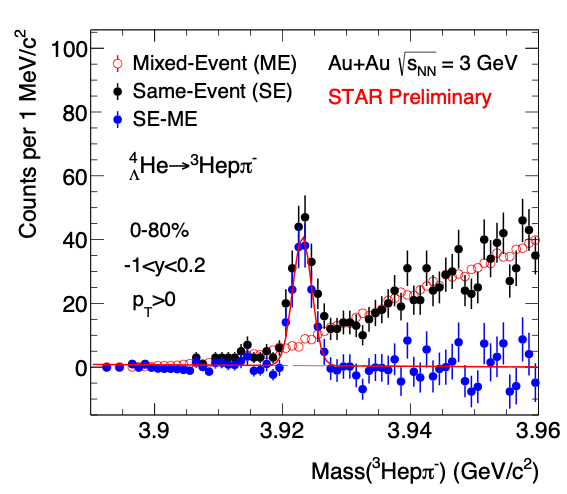 Counts per 1 MeV/c²
100
80
60
40
20
0
Mixed-Event (ME)
Same-Event (SE)
SE-ME
Au+Au √sNN = 3 GeV
STAR Preliminary
⁴ΛHe→³Hepπ⁻
0-80%
-1<y<0.2
pT>0
3.9
3.92
3.94
3.96
Mass(³Hepπ⁻) (GeV/c²)